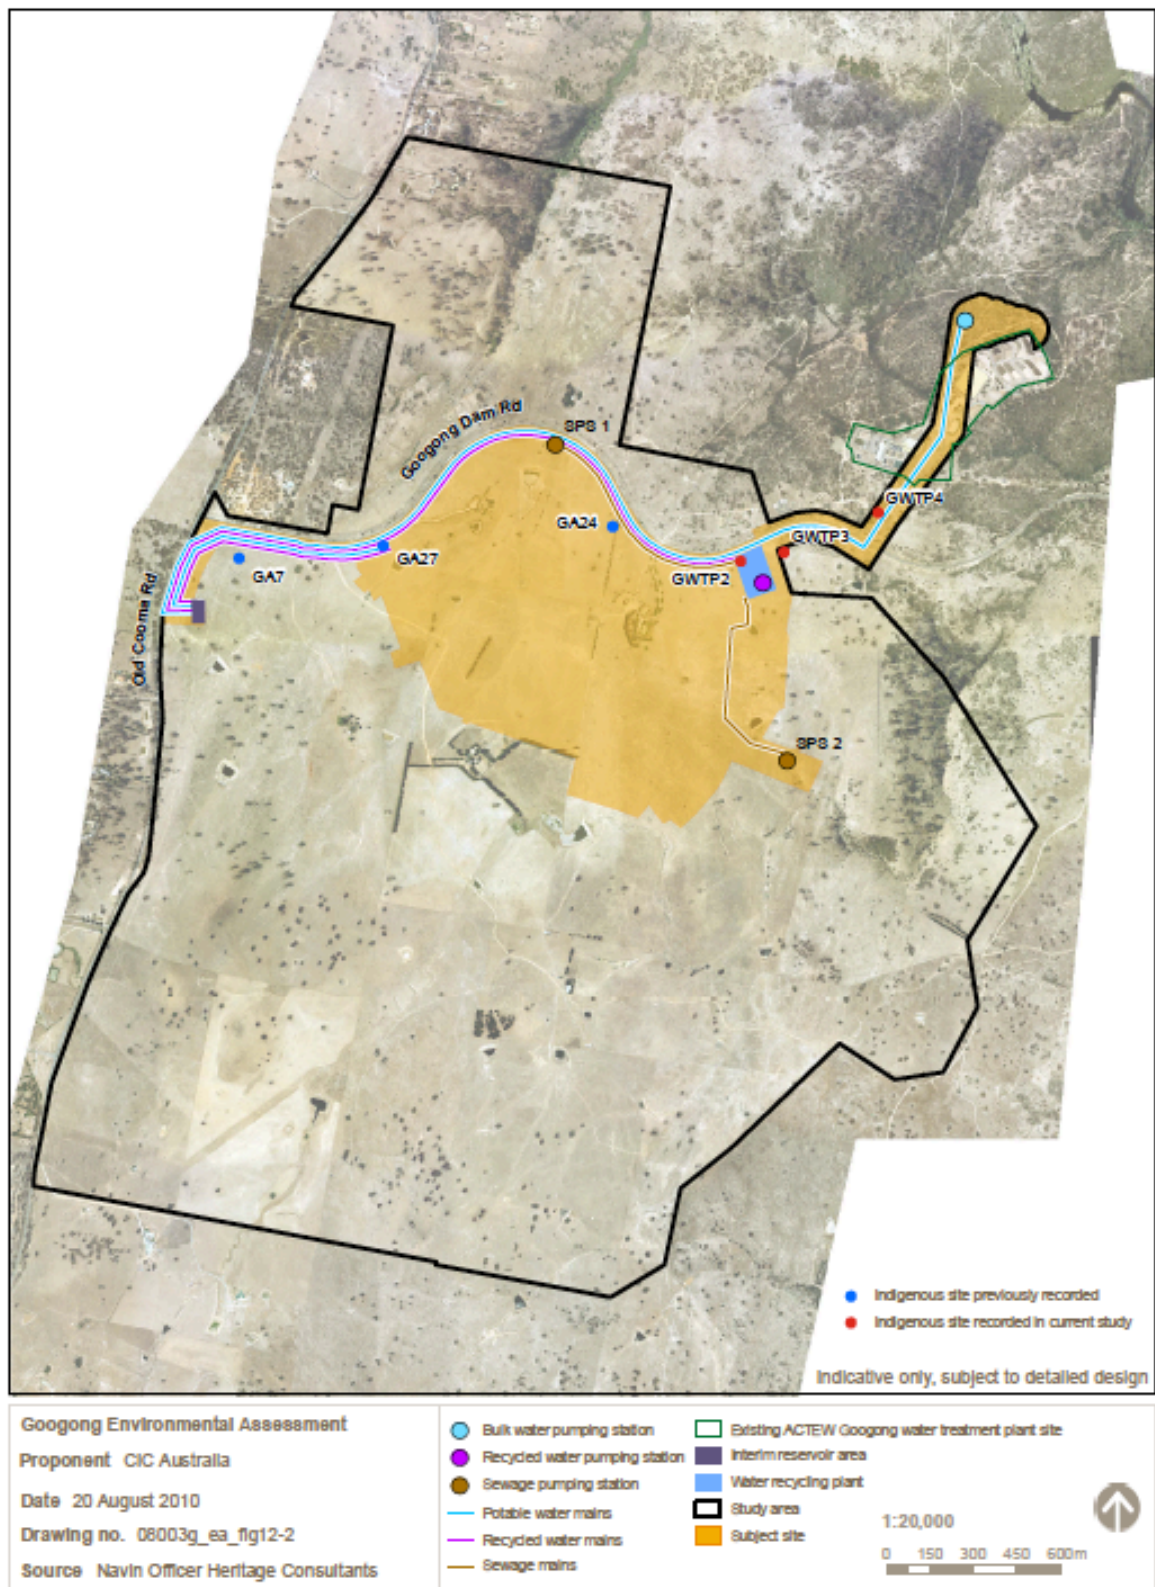 Googong Dam Rd
SPS 1
GWTP4
GA24
GWTP3
GA27
GA7
GWTP2
Old Cooma Rd
SPS 2
Indigenous site previously recorded
Indigenous site recorded in current study
Indicative only, subject to detailed design
Googong Environmental Assessment
Proponent CIC Australia
Date 20 August 2010
Drawing no. 08003g_ea_fig12-2
Source Navin Officer Heritage Consultants
Bulk water pumping station
Recycled water pumping station
Sewage pumping station
Potable water mains
Recycled water mains
Sewage mains
Existing ACTEW Googong water treatment plant site
Interim reservoir area
Water recycling plant
Study area
Subject site
1:20,000
0 150 300 450 600m